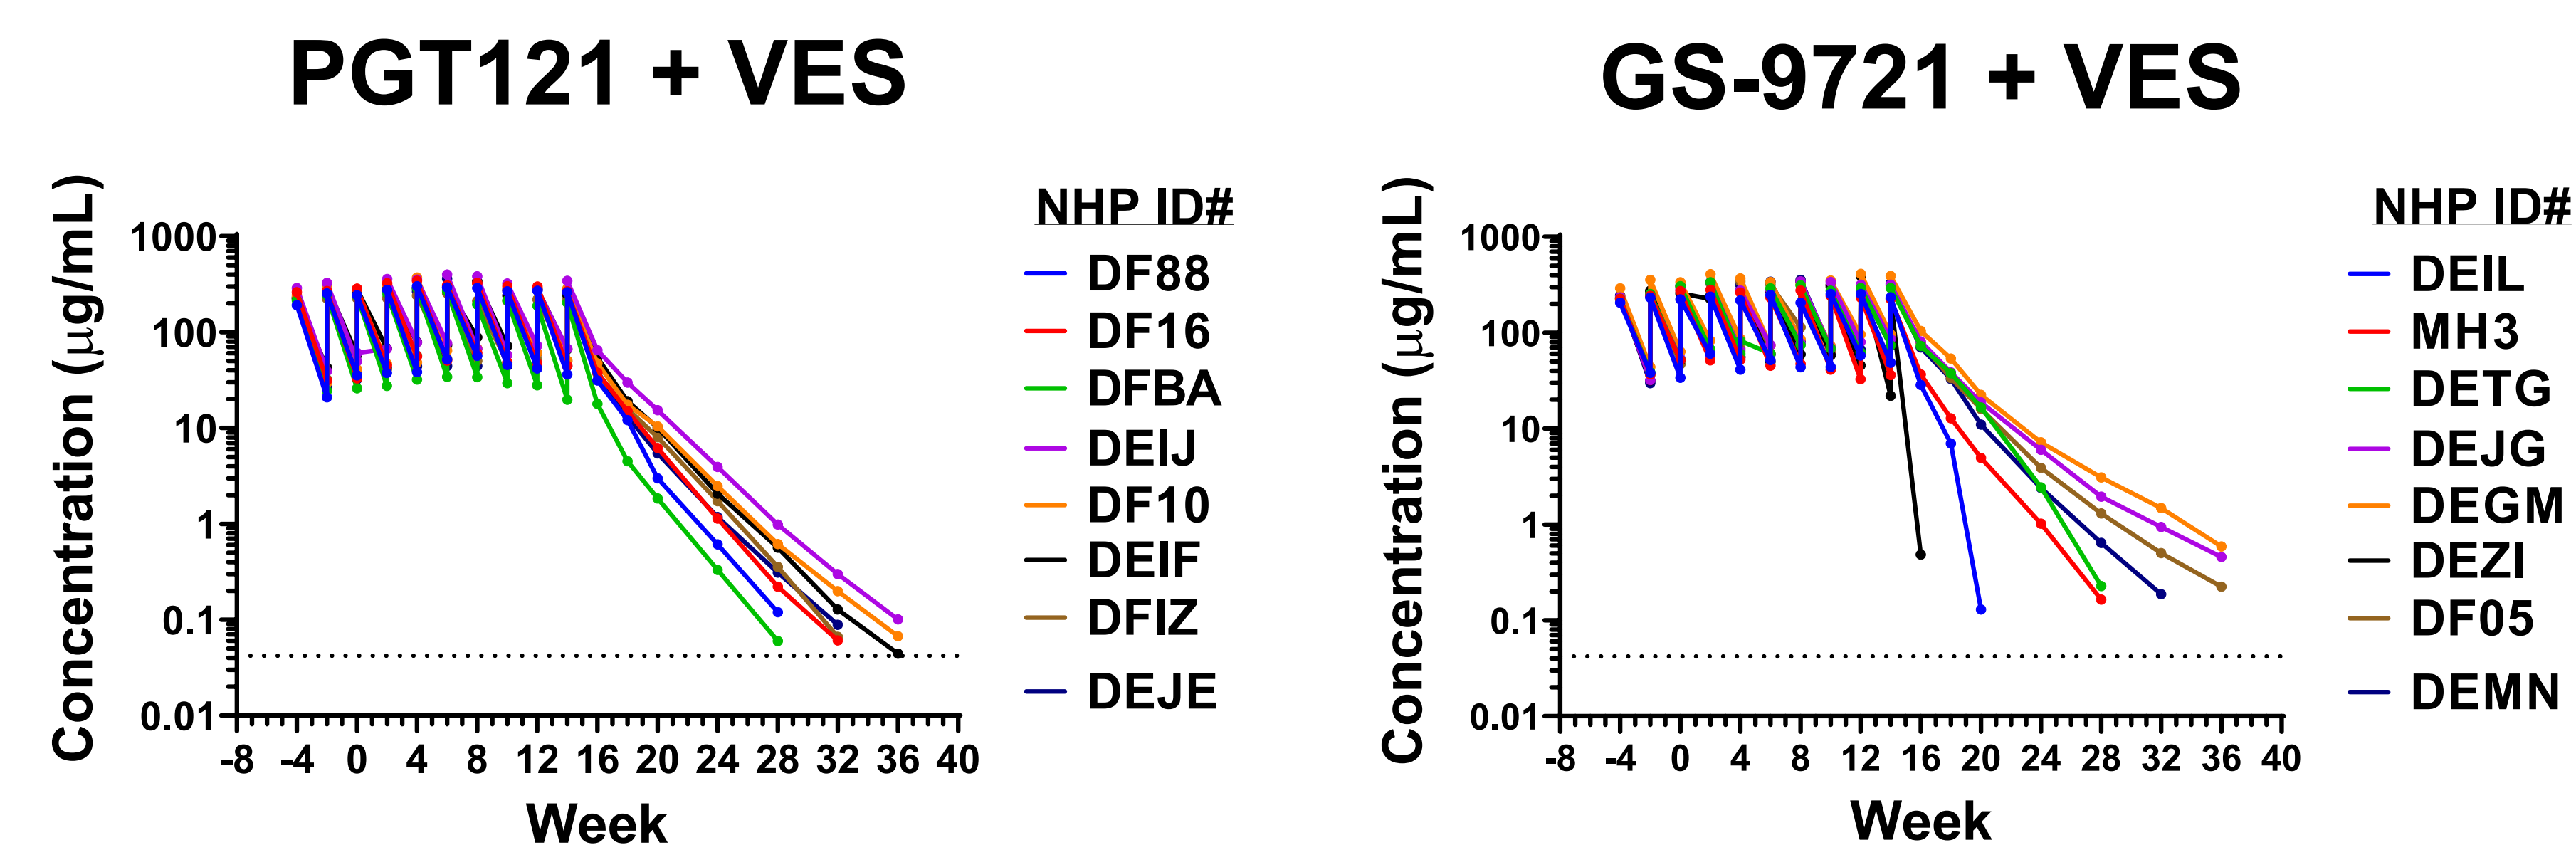 PGT121 + VES
Concentration (μg/mL)
1000
100
10
1
0.1
0.01
-8 -4 0 4 8 12 16 20 24 28 32 36 40
Week
NHP ID#
DF88
DF16
DFBA
DEIJ
DF10
DEIF
DFIZ
DEJE
GS-9721 + VES
Concentration (μg/mL)
1000
100
10
1
0.1
0.01
-8 -4 0 4 8 12 16 20 24 28 32 36 40
Week
NHP ID#
DEIL
MH3
DETG
DEJG
DEGM
DEZI
DF05
DEMN